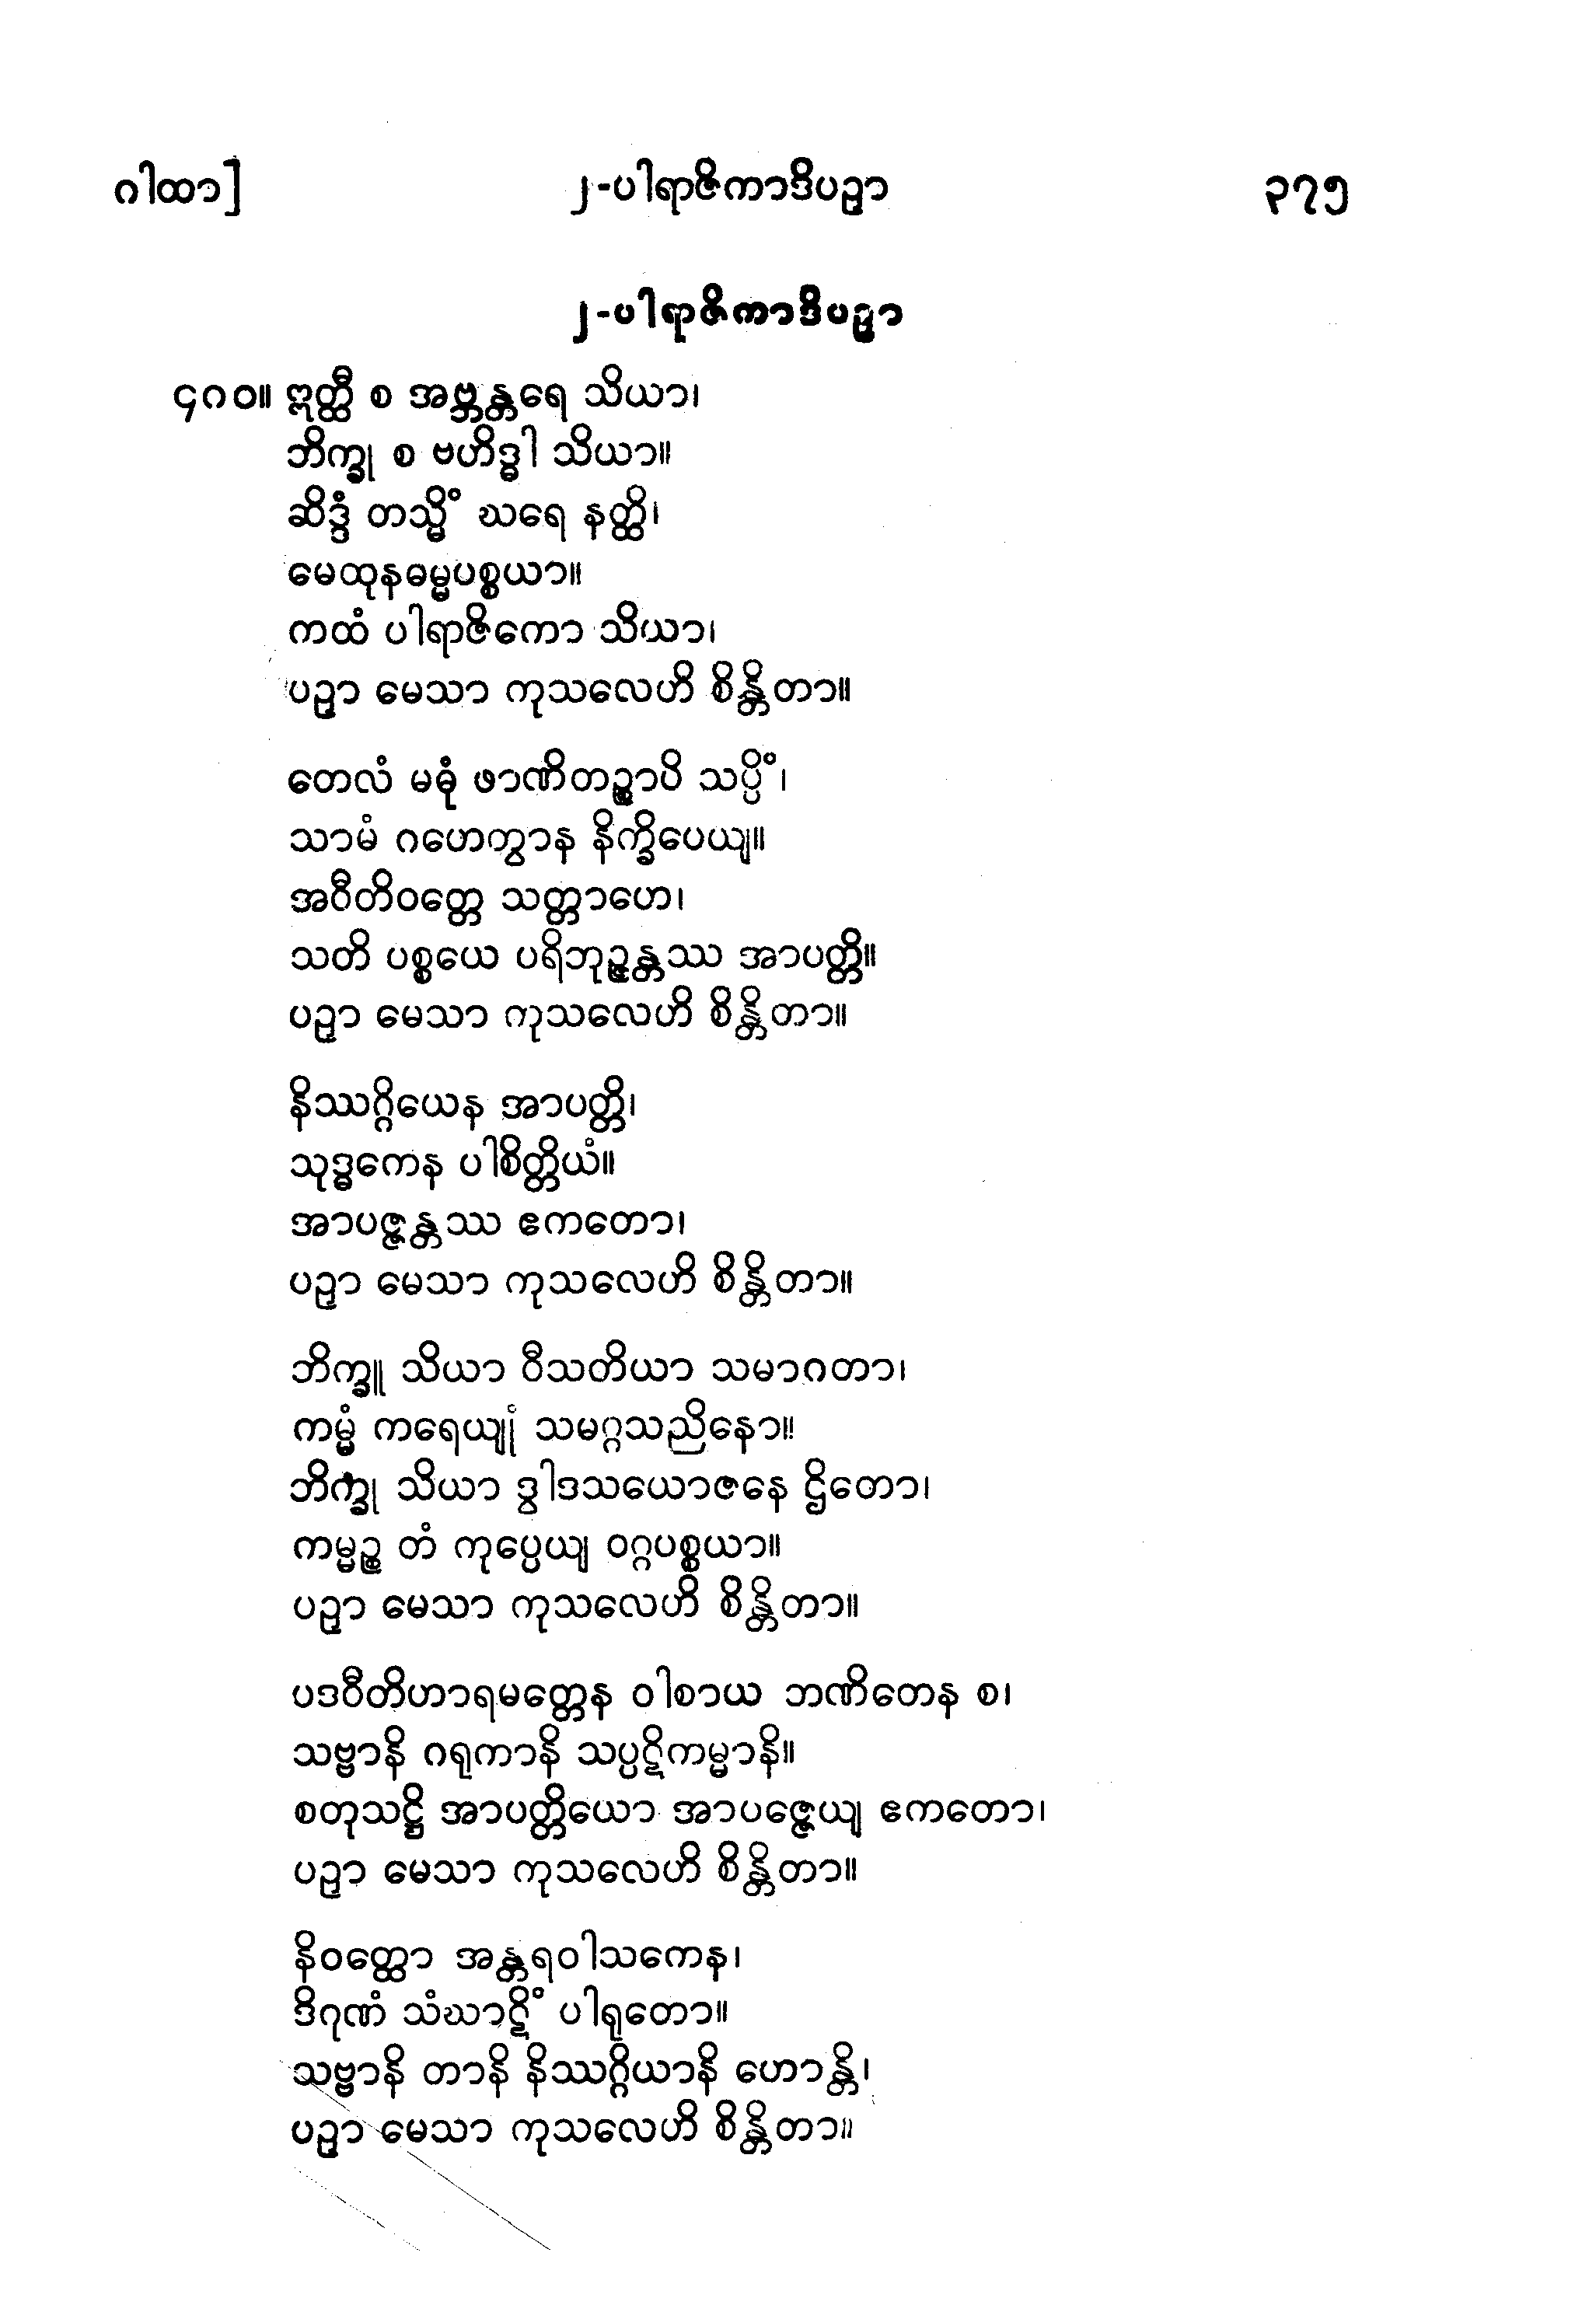 ဂါထာ] ၂-ပါရာဇိကာဒိပဉှာ ၃၇၅
၂-ပါရာဇိကာဒိပဉှာ
၄၈၀။ ဣတ္ထီ စ အဗ္ဘန္တရေ သိယာ၊
ဘိက္ခု စ ဗဟိဒ္ဓါ သိယာ။
ဆိဒ္ဒံ တသ္မိံ ဃရေ နတ္ထိ၊
မေထုနဓမ္မပစ္စယာ။
ကထံ ပါရာဇိကော သိယာ၊
ပဉှာ မေသာ ကုသလေဟိ စိန္တိတာ။
တေလံ မဓုံ ဖာဏိတဉ္စာပိ သပ္ပိံ၊
သာမံ ဂဟေတွာန နိက္ခိပေယျ။
အဝီတိဝတ္တေ သတ္တာဟေ၊
သတိ ပစ္စယေ ပရိဘုဉ္ဇန္တဿ အာပတ္တိ။
ပဉှာ မေသာ ကုသလေဟိ စိန္တိတာ။
နိဿဂ္ဂိယေန အာပတ္တိ၊
သုဒ္ဓကေန ပါစိတ္တိယံ။
အာပဇ္ဇန္တဿ ဧကတော၊
ပဉှာ မေသာ ကုသလေဟိ စိန္တိတာ။
ဘိက္ခူ သိယာ ဝီသတိယာ သမာဂတာ၊
ကမ္မံ ကရေယျုံ သမဂ္ဂသညိနော။
ဘိက္ခု သိယာ ဒွါဒသယောဇနေ ဌိတော၊
ကမ္မဉ္စ တံ ကုပ္ပေယျ ဝဂ္ဂပစ္စယာ။
ပဉှာ မေသာ ကုသလေဟိ စိန္တိတာ။
ပဒဝီတိဟာရမတ္တေန ဝါစာယ ဘဏိတေန စ၊
သဗ္ဗာနိ ဂရုကာနိ သပ္ပဋိကမ္မာနိ။
စတုသဋ္ဌိ အာပတ္တိယော အာပဇ္ဇေယျ ဧကတော၊
ပဉှာ မေသာ ကုသလေဟိ စိန္တိတာ။
နိဝတ္ထော အန္တရဝါသကေန၊
ဒိဂုဏံ သံဃာဋိံ ပါရုတော။
သဗ္ဗာနိ တာနိ နိဿဂ္ဂိယာနိ ဟောန္တိ၊
ပဉှာ မေသာ ကုသလေဟိ စိန္တိတာ။